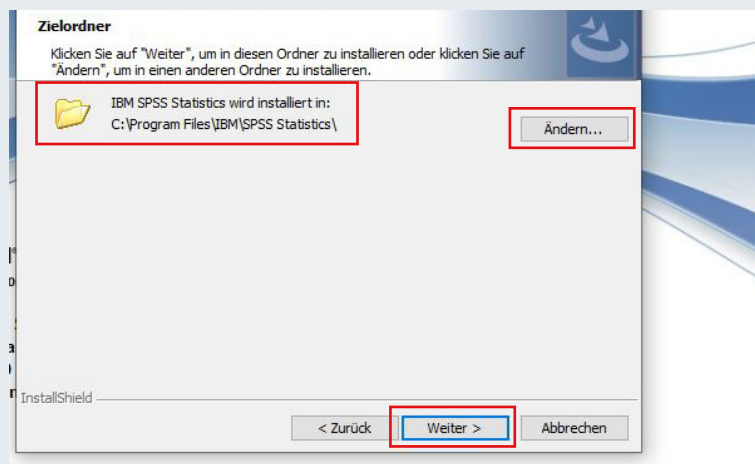 Zielordner
Klicken Sie auf "Weiter", um in diesen Ordner zu installieren oder klicken Sie auf
"Ändern", um in einen anderen Ordner zu installieren.
IBM SPSS Statistics wird installiert in:
C:\Program Files\IBM\SPSS Statistics\
Ändern...
InstallShield
< Zurück
Weiter >
Abbrechen